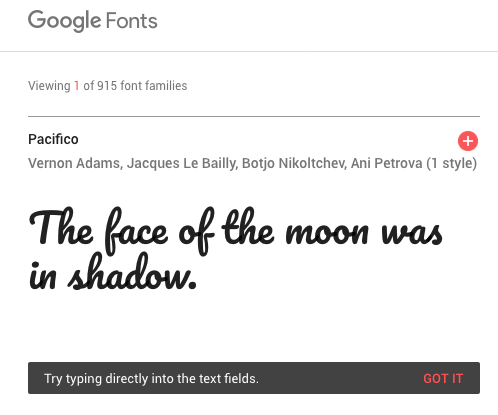 Google Fonts
Viewing 1 of 915 font families
Pacifico
Vernon Adams, Jacques Le Bailly, Botjo Nikoltchev, Ani Petrova (1 style)
The face of the moon was
in shadow.
Try typing directly into the text fields. GOT IT